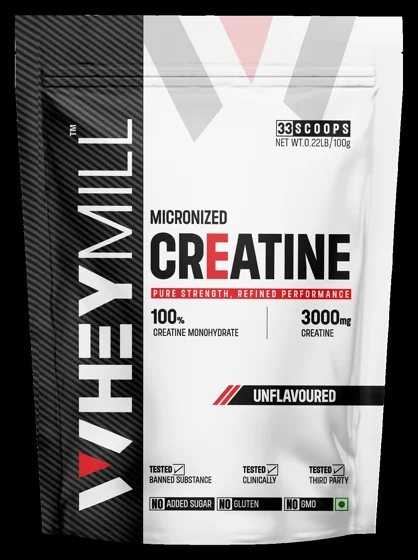 WHEYMILL™
33 SCOOPS
NET WT.0.22LB/100g
MICRONIZED
CREATINE
PURE STRENGTH, REFINED PERFORMANCE
100%
CREATINE MONOHYDRATE
3000mg
CREATINE
UNFLAVOURED
TESTED
BANNED SUBSTANCE
TESTED
CLINICALLY
TESTED
THIRD PARTY
NO ADDED SUGAR NO GLUTEN NO GMO